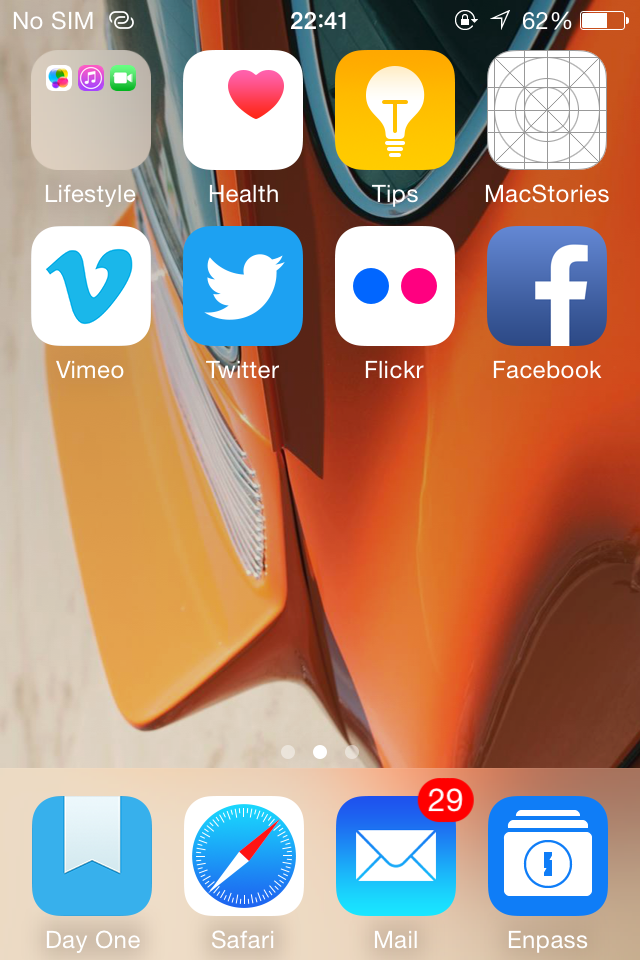 No SIM 22:41 62%
Lifestyle Health Tips MacStories
Vimeo Twitter Flickr Facebook
29
Day One Safari Mail Enpass